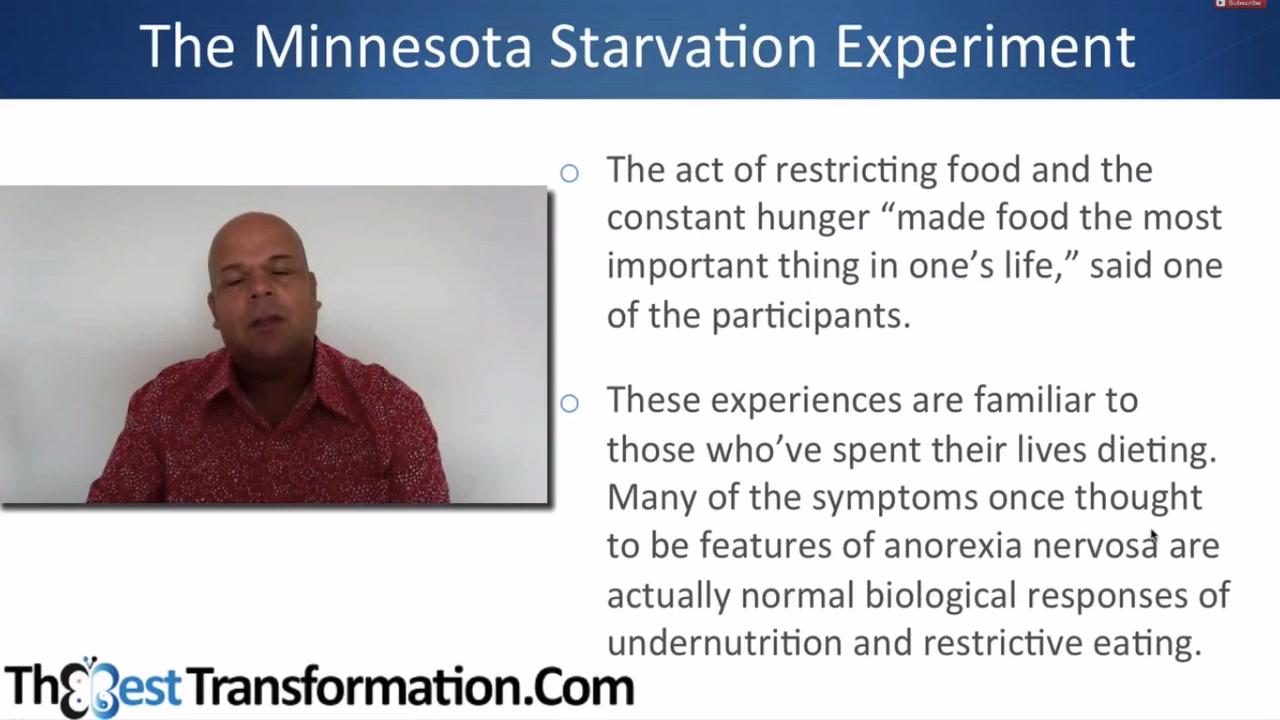 Subscribe
The Minnesota Starvation Experiment
The act of restricting food and the
constant hunger “made food the most
important thing in one’s life,” said one
of the participants.
These experiences are familiar to
those who’ve spent their lives dieting.
Many of the symptoms once thought
to be features of anorexia nervosa are
actually normal biological responses of
undernutrition and restrictive eating.
TheBestTransformation.Com